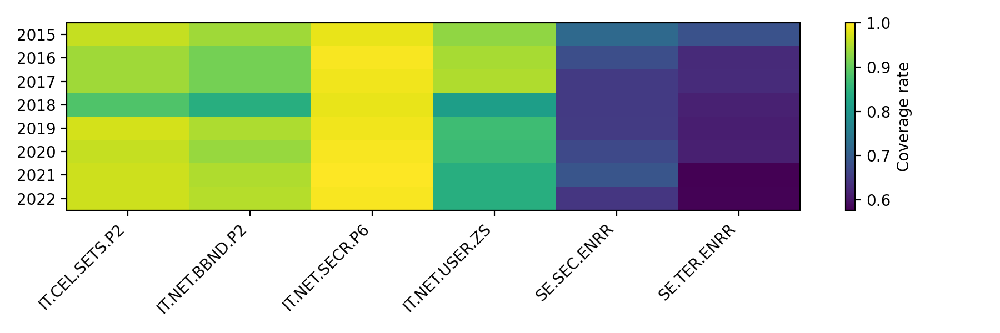 2015
2016
2017
2018
2019
2020
2021
2022
IT.CEL.SETS.P2
IT.NET.BBND.P2
IT.NET.SECR.P6
IT.NET.USER.ZS
SE.SEC.ENRR
SE.TER.ENRR
1.0
0.9
0.8
0.7
0.6
Coverage rate